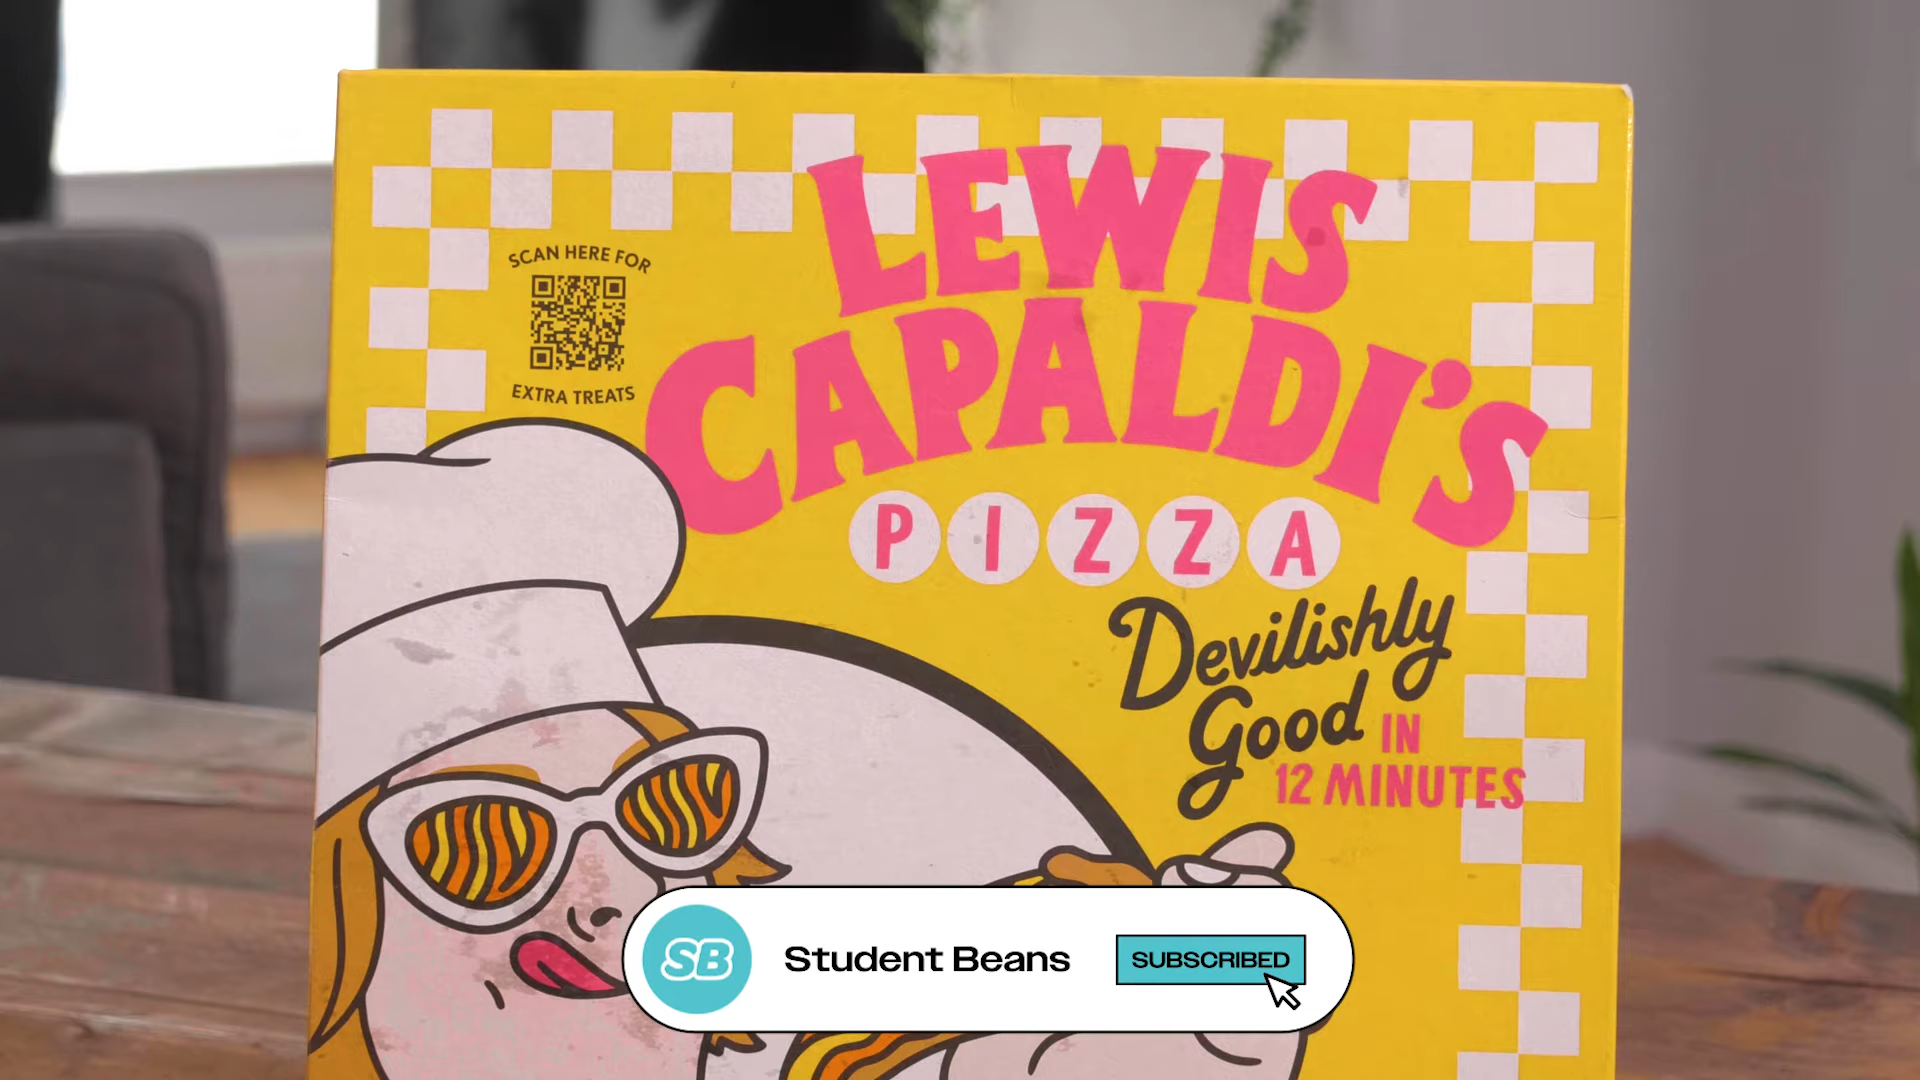 LEWIS
CAPALDI'S
SCAN HERE FOR
EXTRA TREATS
PIZZA
Devilishly
Good IN
12 MINUTES
SB
Student Beans
SUBSCRIBED